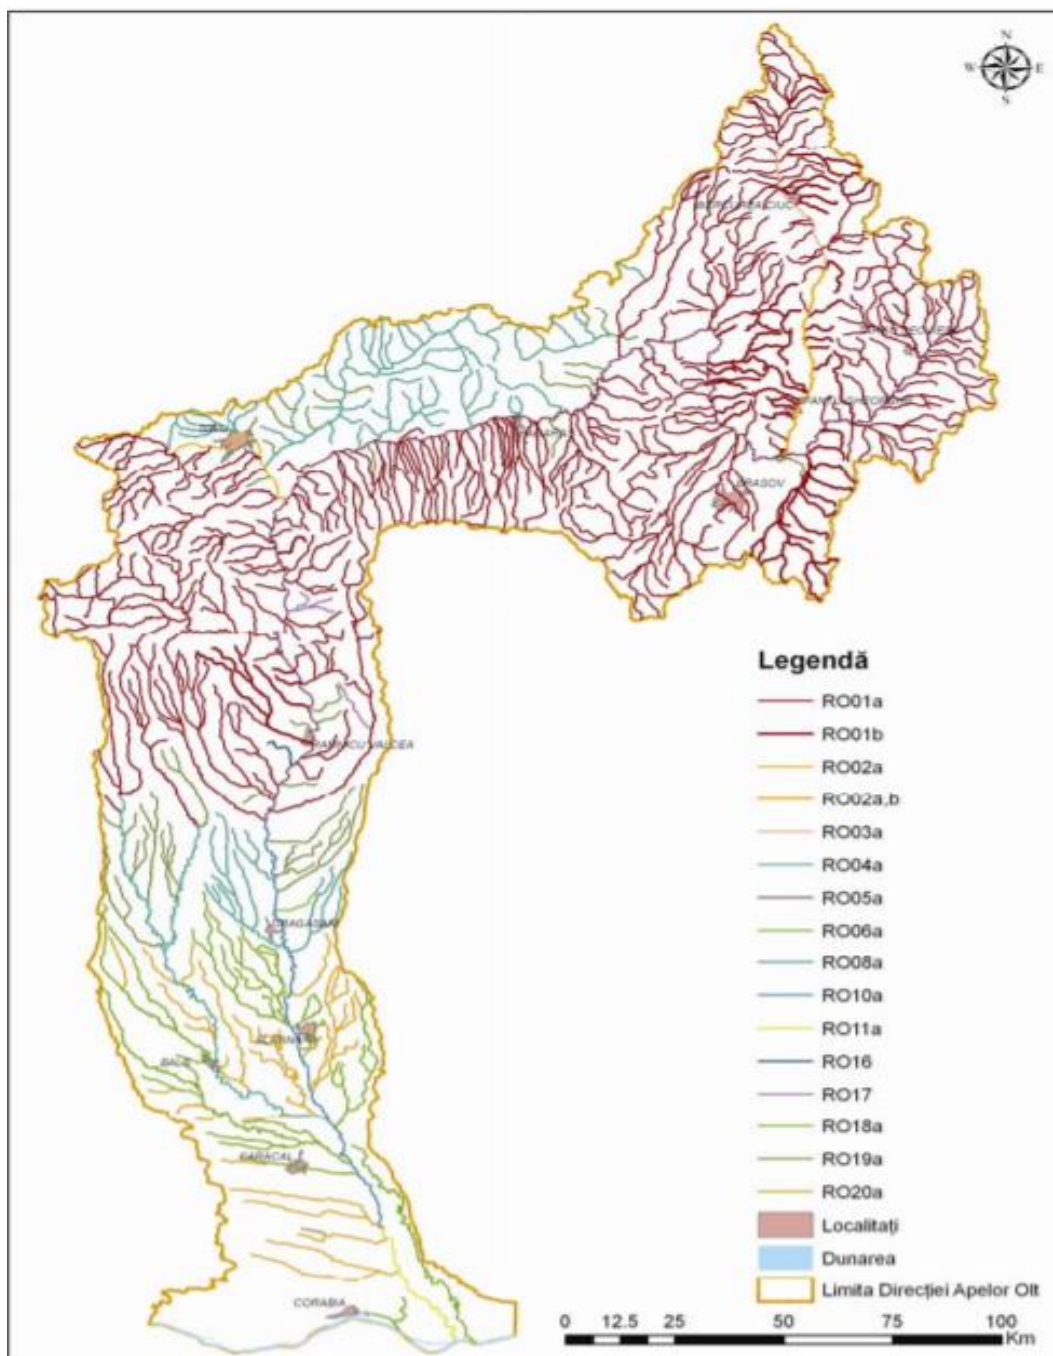 N
W E
S
BRASOV
Legendă
RO01a
RO01b
RO02a
RO02a,b
RO03a
RO04a
RO05a
RO06a
RO08a
RO10a
RO11a
RO16
RO17
RO18a
RO19a
RO20a
Localitați
Dunarea
Limita Direcției Apelor Olt
CARACAL
CORABIA
0 12.5 25 50 75 100
Km